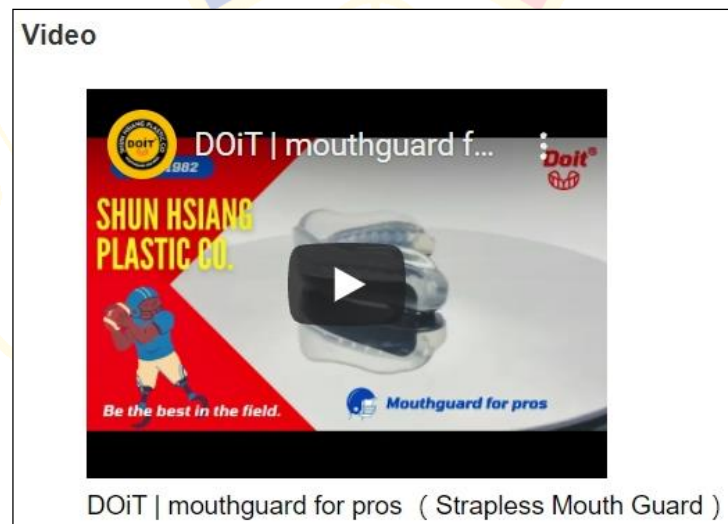 Video
DOiT | mouthguard f...
DOiT
1982
Doit®
SHUN HSIANG
PLASTIC CO.
Be the best in the field.
Mouthguard for pros
DOiT | mouthguard for pros （ Strapless Mouth Guard ）